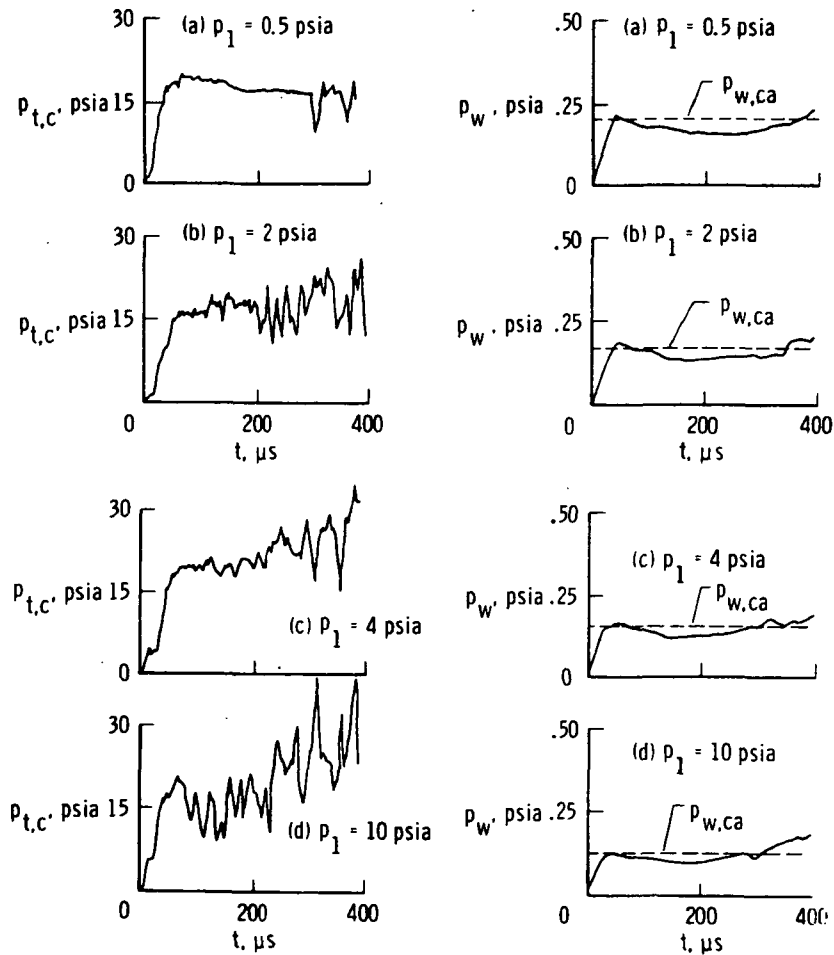 30
(a) p1 = 0.5 psia
pt,c, psia 15
0
30
(b) p1 = 2 psia
pt,c, psia 15
0
200
400
t, μs
30
pt,c, psia 15
(c) p1 = 4 psia
0
30
pt,c, psia 15
(d) p1 = 10 psia
0
200
400
t, μs
.50
(a) p1 = 0.5 psia
pw,ca
pw, psia .25
0
.50
(b) p1 = 2 psia
pw,ca
pw, psia .25
0
200
400
t, μs
.50
(c) p1 = 4 psia
pw,ca
pw, psia .25
0
.50
(d) p1 = 10 psia
pw,ca
pw, psia .25
0
200
400
t, μs